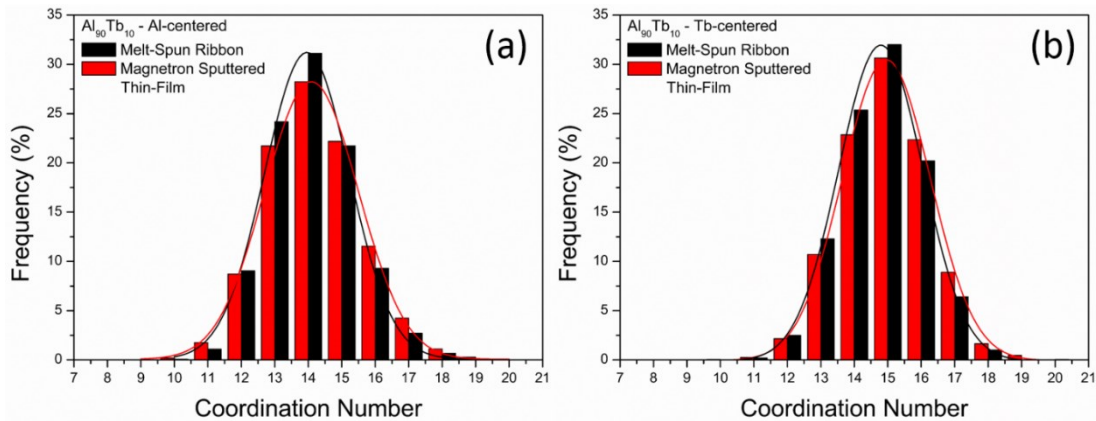 Al90Tb10 - Al-centered
Melt-Spun Ribbon
Magnetron Sputtered
Thin-Film
(a)
35
30
25
20
15
10
5
0
Frequency (%)
7 8 9 10 11 12 13 14 15 16 17 18 19 20 21
Coordination Number
Al90Tb10 - Tb-centered
Melt-Spun Ribbon
Magnetron Sputtered
Thin-Film
(b)
35
30
25
20
15
10
5
0
Frequency (%)
7 8 9 10 11 12 13 14 15 16 17 18 19 20 21
Coordination Number